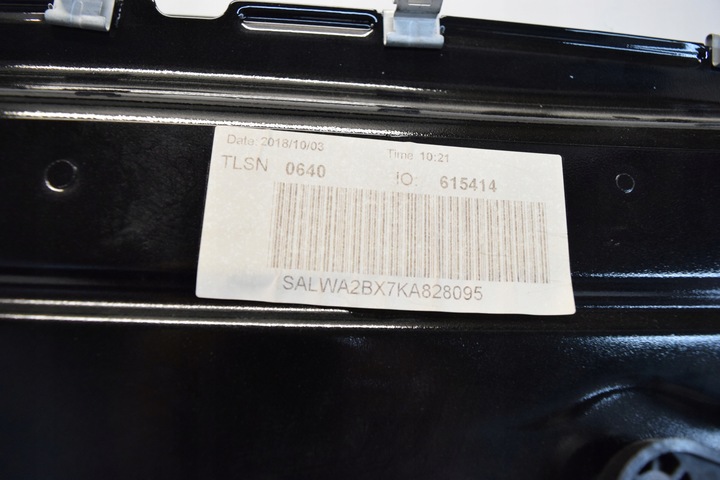 Date: 2018/10/03 Time: 10:21
TLSN 0640 IO: 615414
SALWA2BX7KA828095